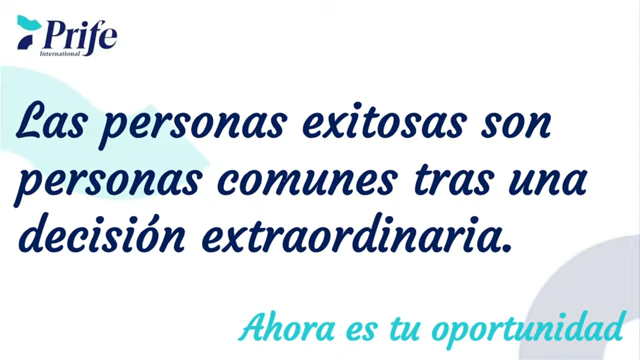 Prife
International
Las personas exitosas son
personas comunes tras una
decisión extraordinaria.
Ahora es tu oportunidad